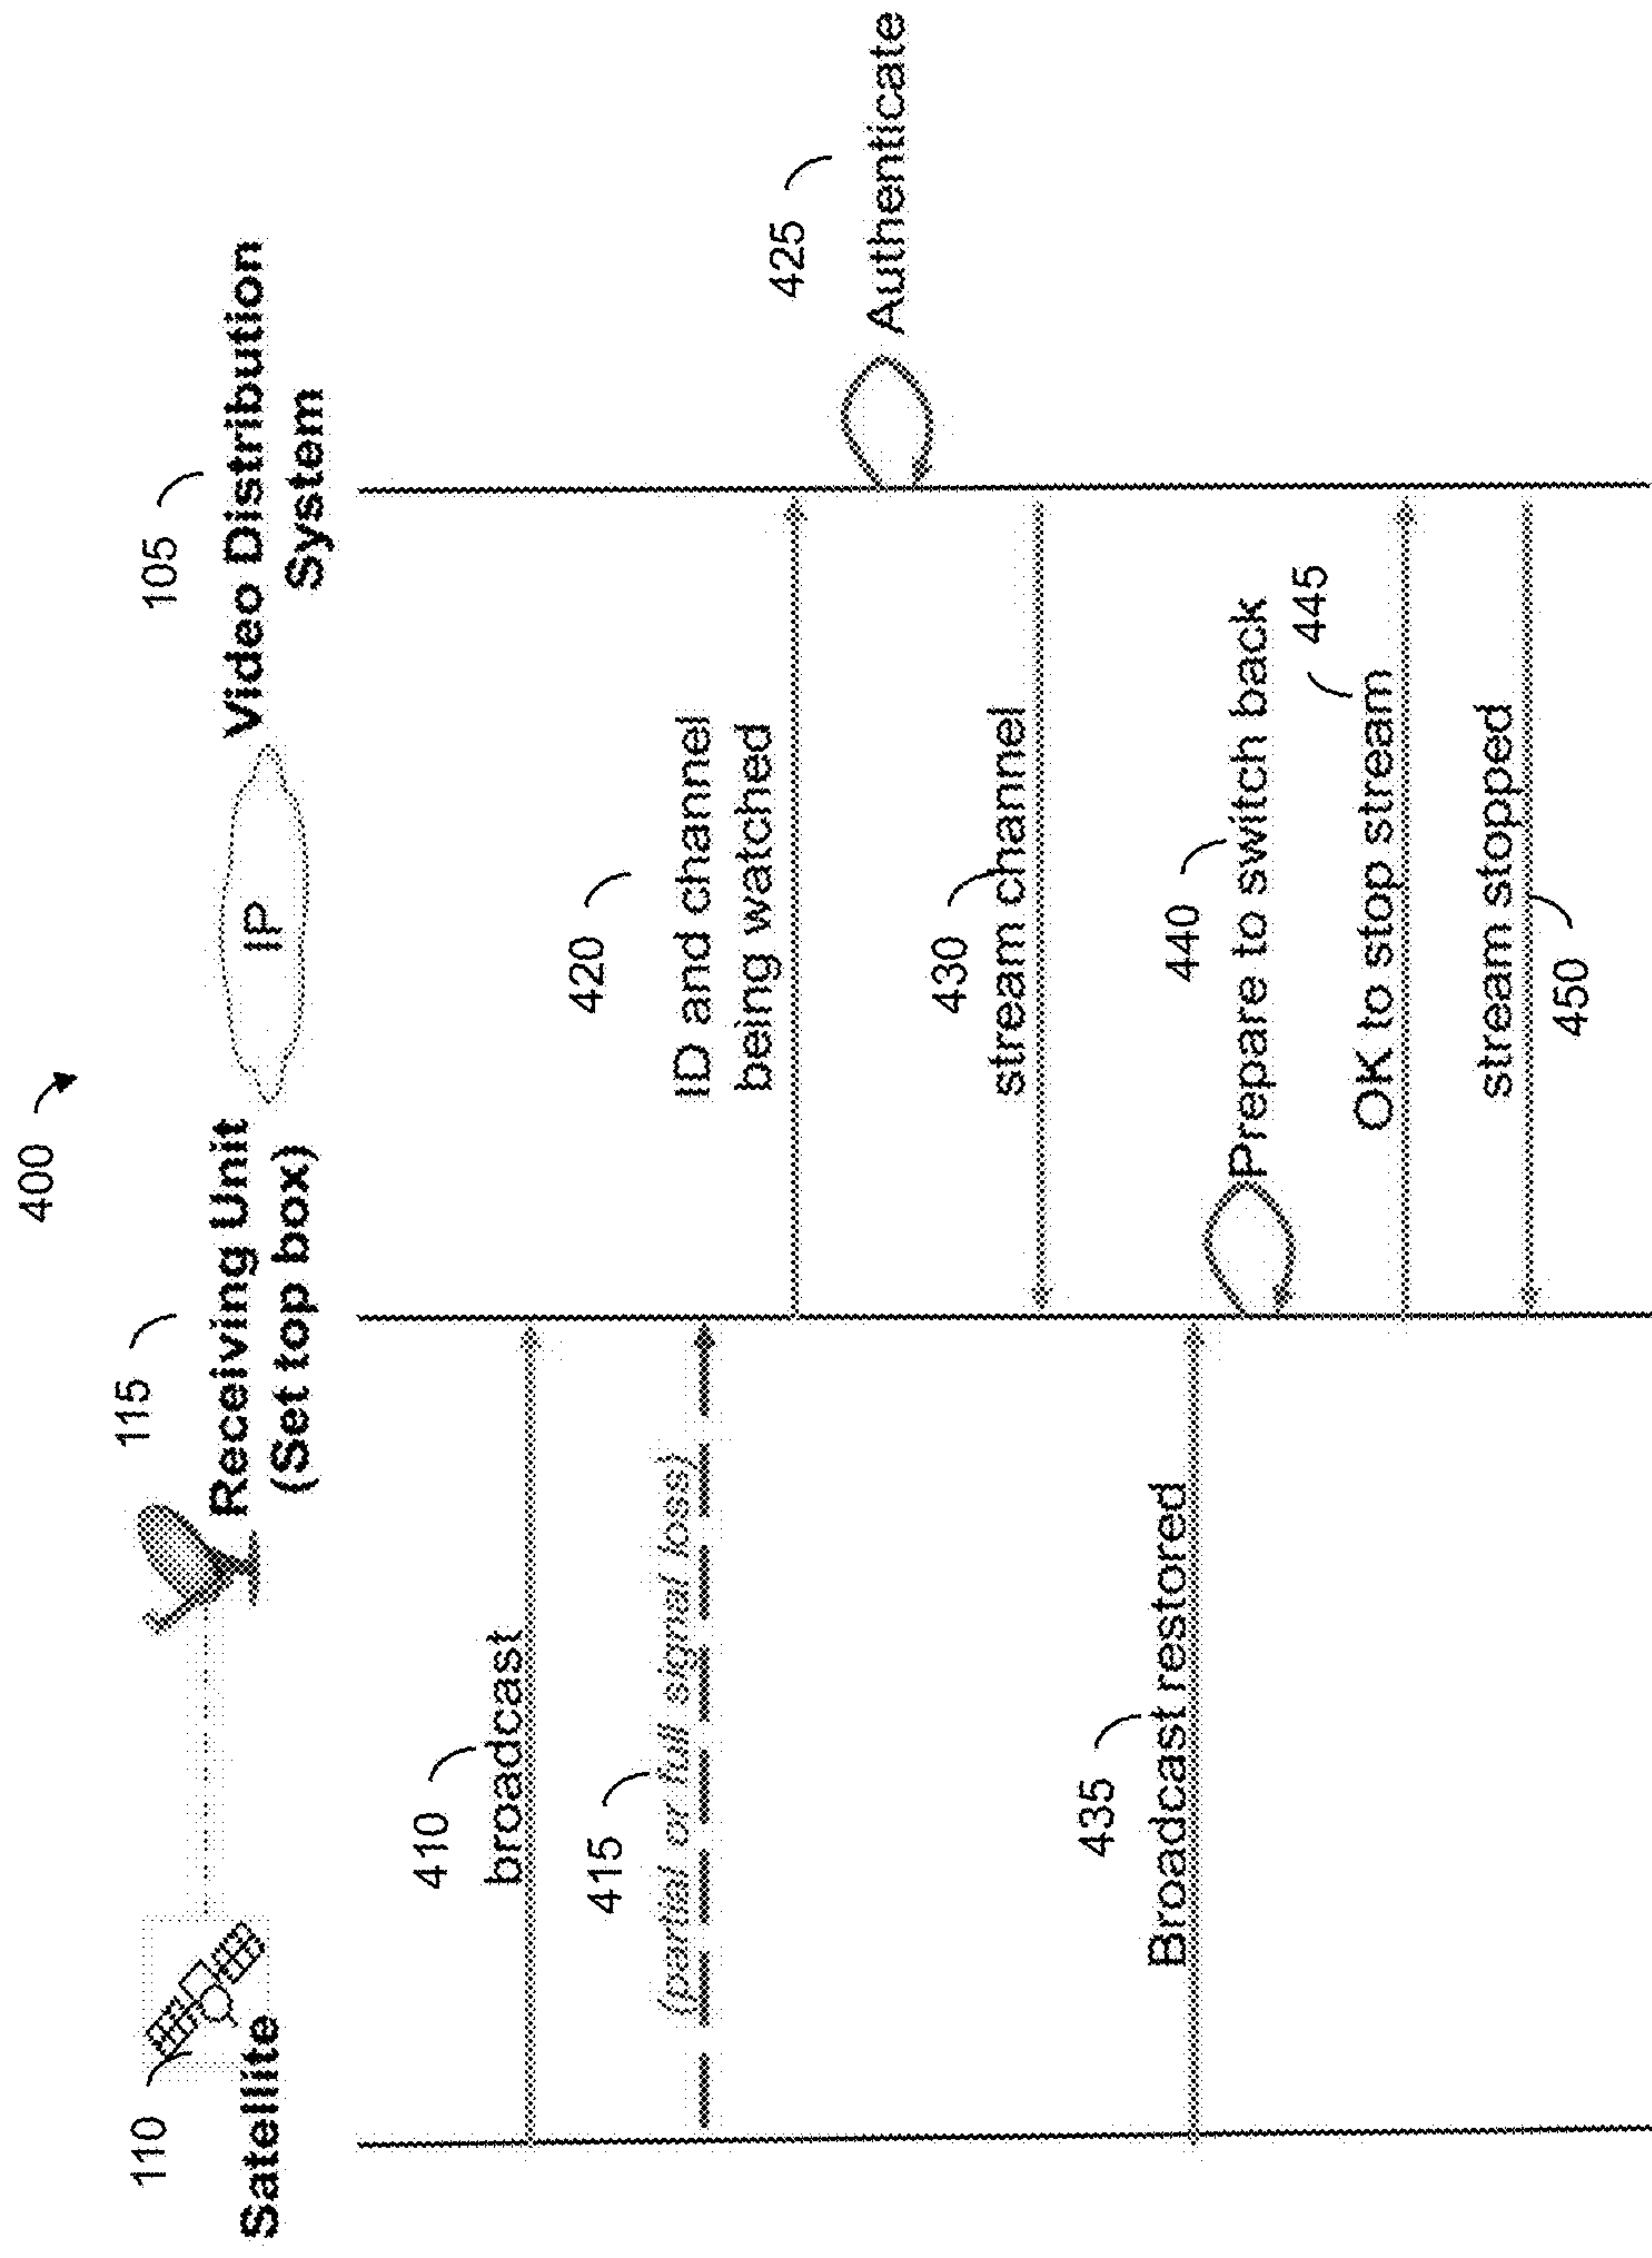 400
110
Satellite
115
Receiving Unit
(Set top box)
IP
105
Video Distribution
System
410
broadcast
415
(partial or full signal loss)
420
ID and channel
being watched
425
Authenticate
430
stream channel
435
Broadcast restored
440
Prepare to switch back
445
OK to stop stream
stream stopped
450